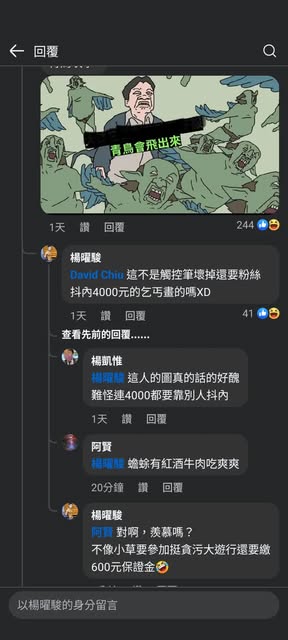 回覆
青鳥會飛出來
1天 讚 回覆 244
楊曜駿
David Chiu 這不是觸控筆壞掉還要粉絲
抖內4000元的乞丐畫的嗎XD
1天 讚 回覆 41
查看先前的回覆......
楊凱惟
楊曜駿 這人的圖真的話的好醜
難怪連4000都要靠別人抖內
1天 讚 回覆
阿賢
楊曜駿 蟾蜍有紅酒牛肉吃爽爽
20分鐘 讚 回覆
楊曜駿
阿賢 對啊，羨慕嗎？
不像小草要參加挺貪污大遊行還要繳
600元保證金🤣
以楊曜駿的身分留言